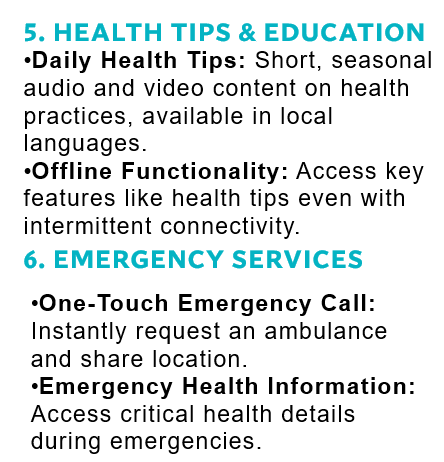 5. HEALTH TIPS & EDUCATION
•Daily Health Tips: Short, seasonal
audio and video content on health
practices, available in local
languages.
•Offline Functionality: Access key
features like health tips even with
intermittent connectivity.
6. EMERGENCY SERVICES
•One-Touch Emergency Call:
Instantly request an ambulance
and share location.
•Emergency Health Information:
Access critical health details
during emergencies.